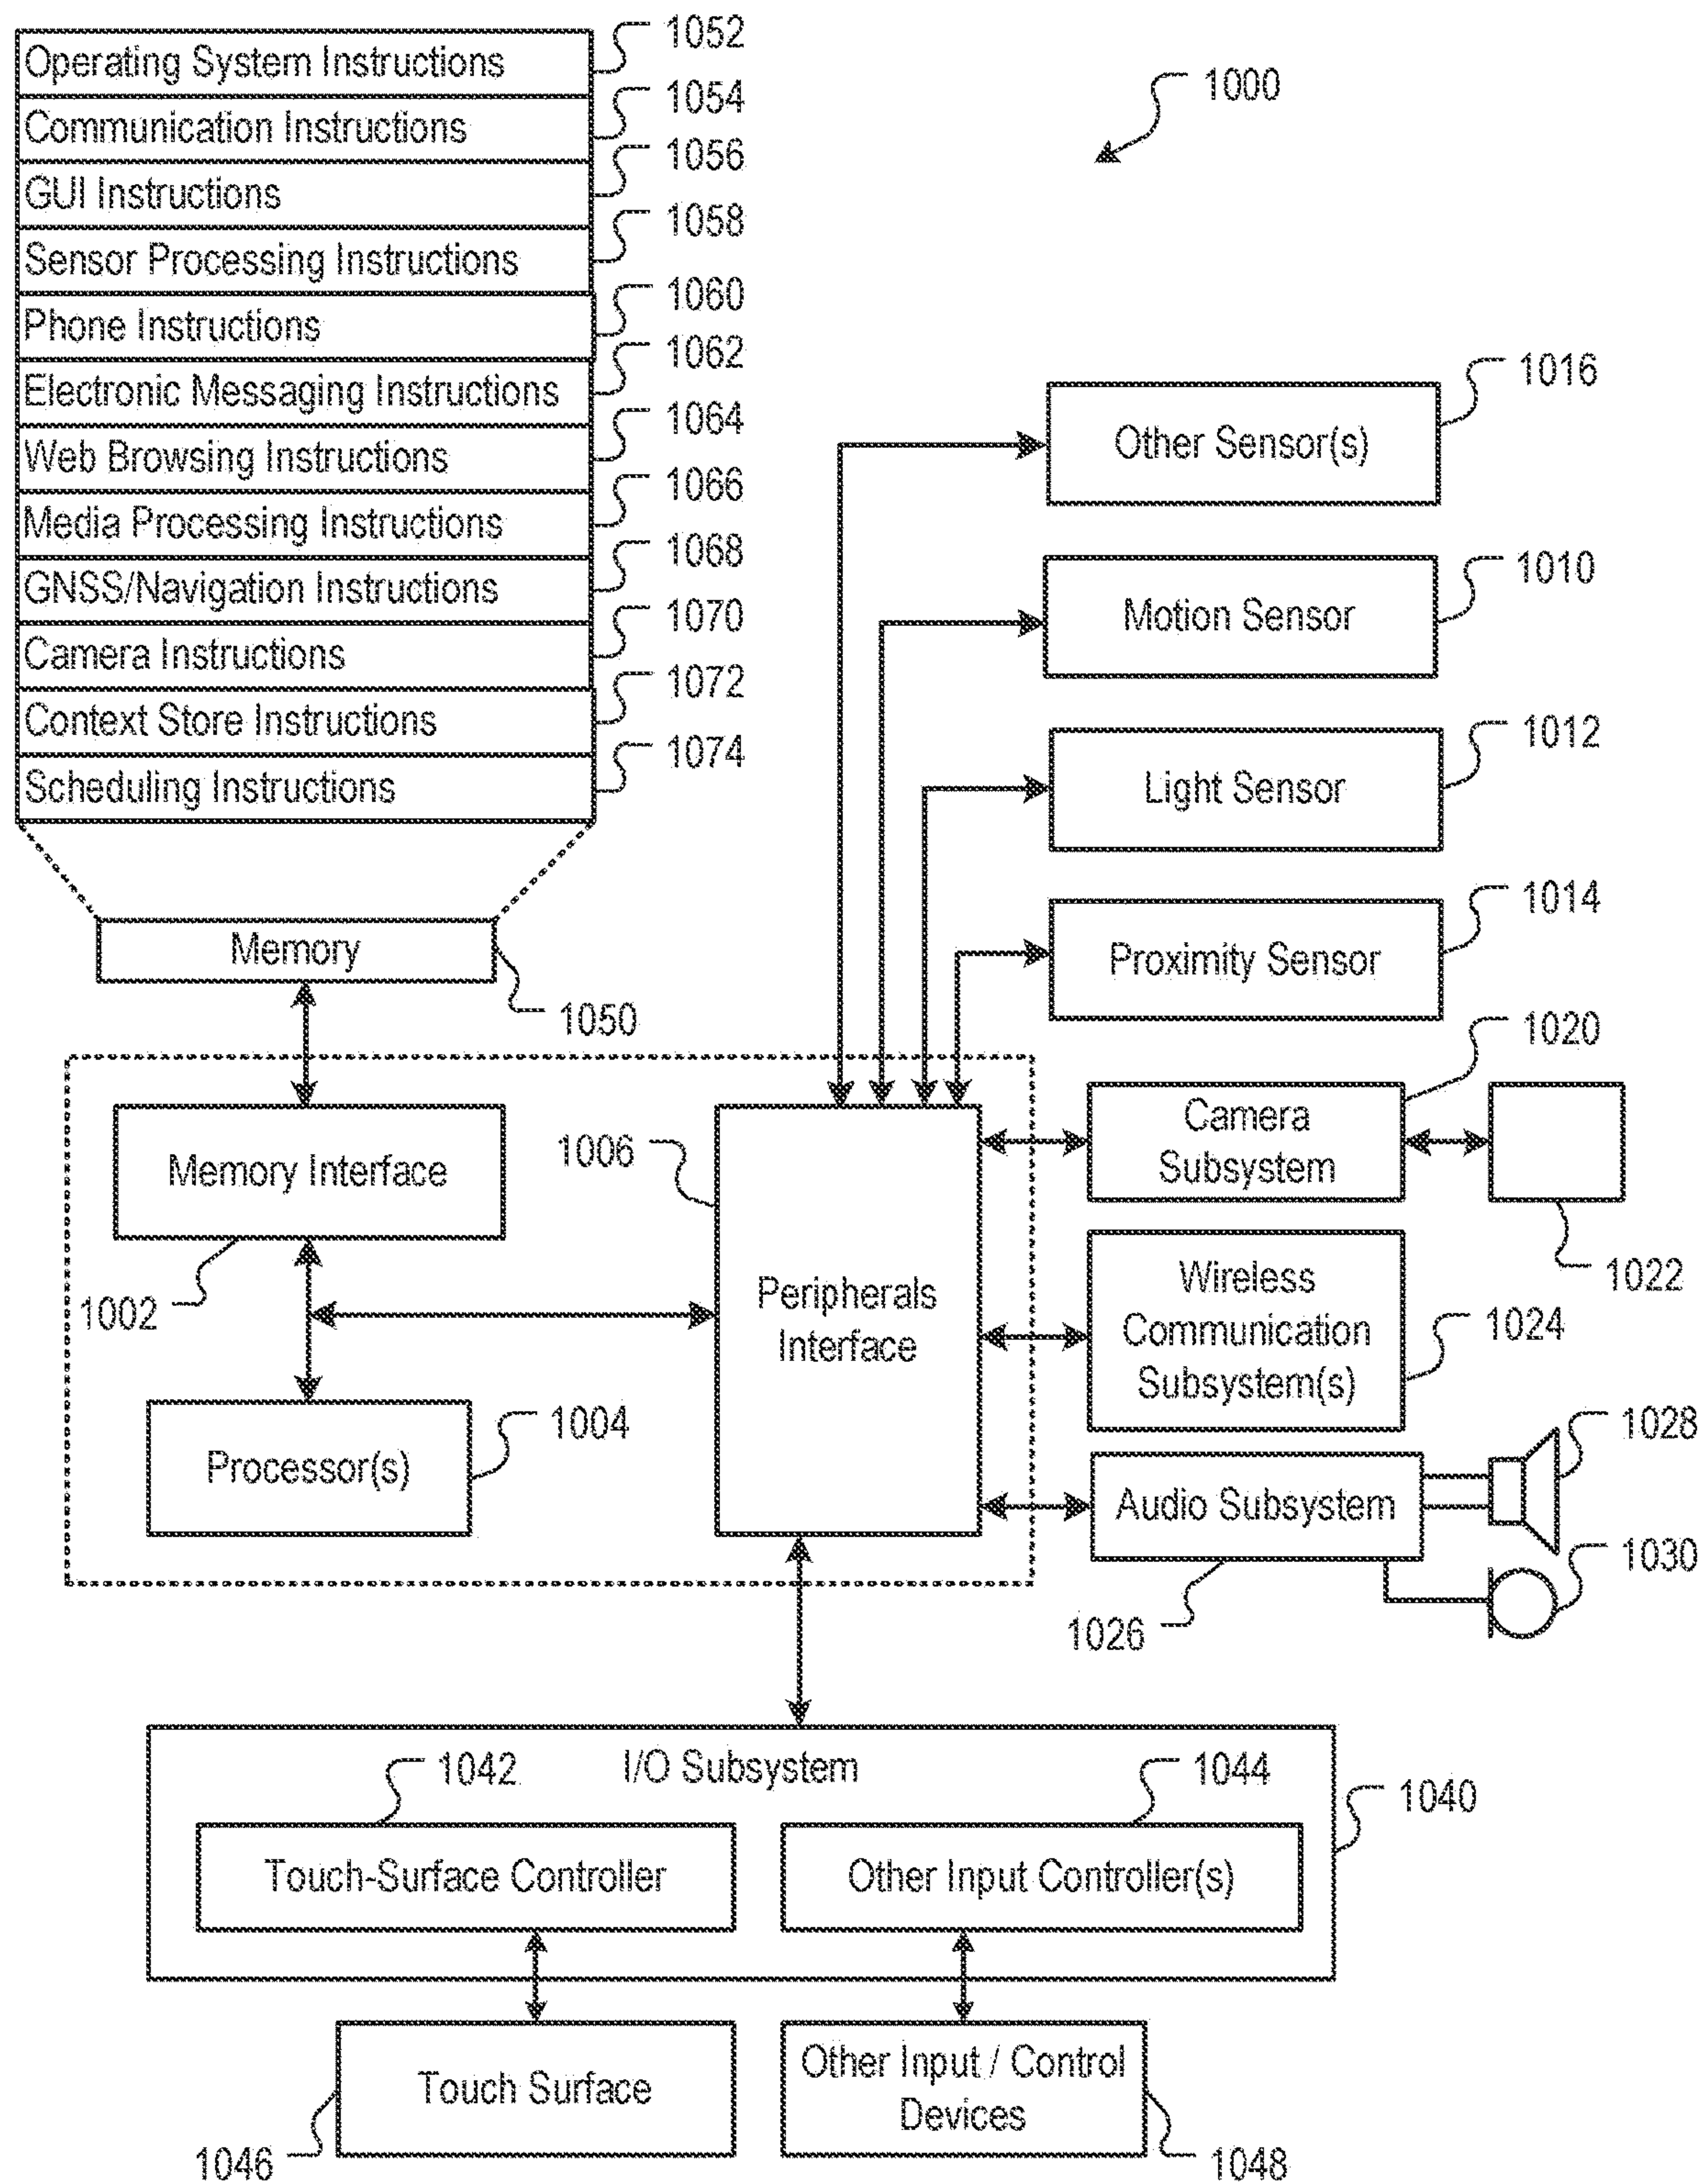 1052
Operating System Instructions
1000
1054
Communication Instructions
1056
GUI Instructions
1058
Sensor Processing Instructions
1060
Phone Instructions
1062
Electronic Messaging Instructions
1064
Web Browsing Instructions
1066
Media Processing Instructions
1068
GNSS/Navigation Instructions
1070
Camera Instructions
1072
Context Store Instructions
1074
Scheduling Instructions
1016
Other Sensor(s)
1010
Motion Sensor
1012
Light Sensor
1014
Proximity Sensor
Memory
1050
1020
Camera
Subsystem
1022
Memory Interface
1002
1006
Peripherals
Interface
Wireless
Communication
Subsystem(s)
1024
Processor(s)
1004
Audio Subsystem
1028
1030
1026
I/O Subsystem
1042
1044
1040
Touch-Surface Controller
Other Input Controller(s)
Touch Surface
Other Input / Control
Devices
1046
1048